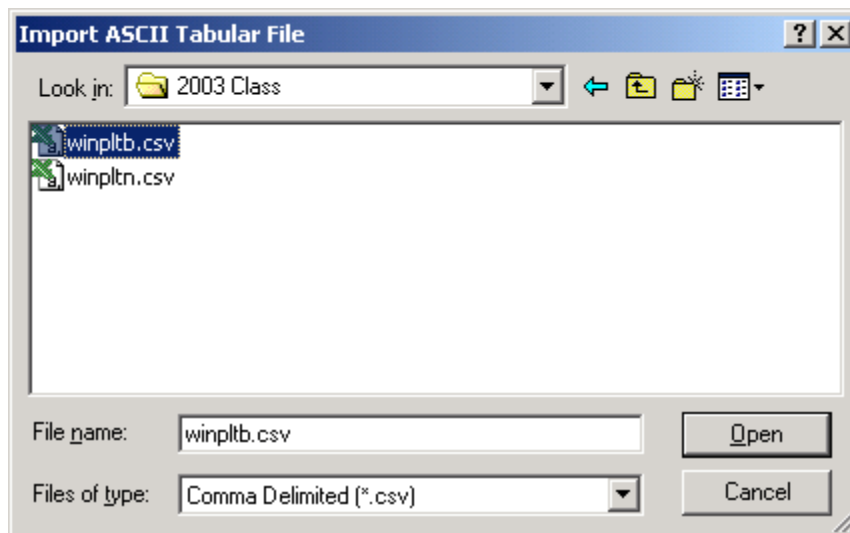 Import ASCII Tabular File
Look in: 2003 Class
winpltb.csv
winpltn.csv
File name: winpltb.csv Open
Files of type: Comma Delimited (*.csv) Cancel